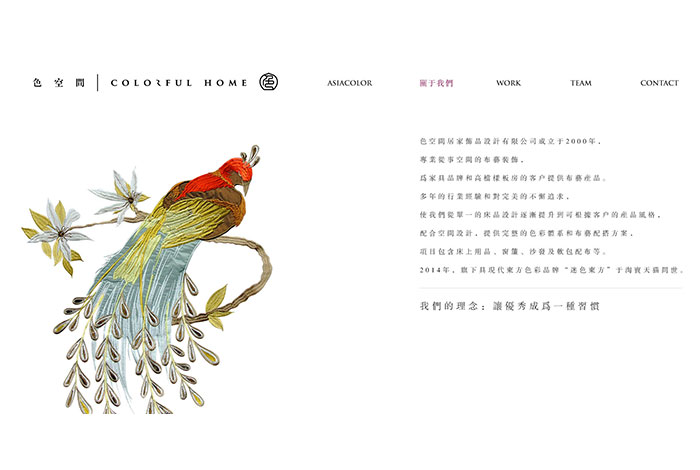 色空間 | COLORFUL HOME 色
ASIACOLOR 關于我們 WORK TEAM CONTACT
色空間居家飾品設計有限公司成立于2000年，
專業從事空間的布藝裝飾，
爲家具品牌和高檔樣板房的客戶提供布藝産品。
多年的行業經驗和對完美的不懈追求，
使我們從單一的床品設計逐漸提升到可根據客户的産品風格，
配合空間設計，提供完整的色彩體系和布藝配搭方案，
項目包含床上用品、窗簾、沙發及軟包配布等。
2014年，旗下具現代東方色彩品牌“迷色東方”于淘寶天猫問世。
我們的理念：讓優秀成爲一種習慣